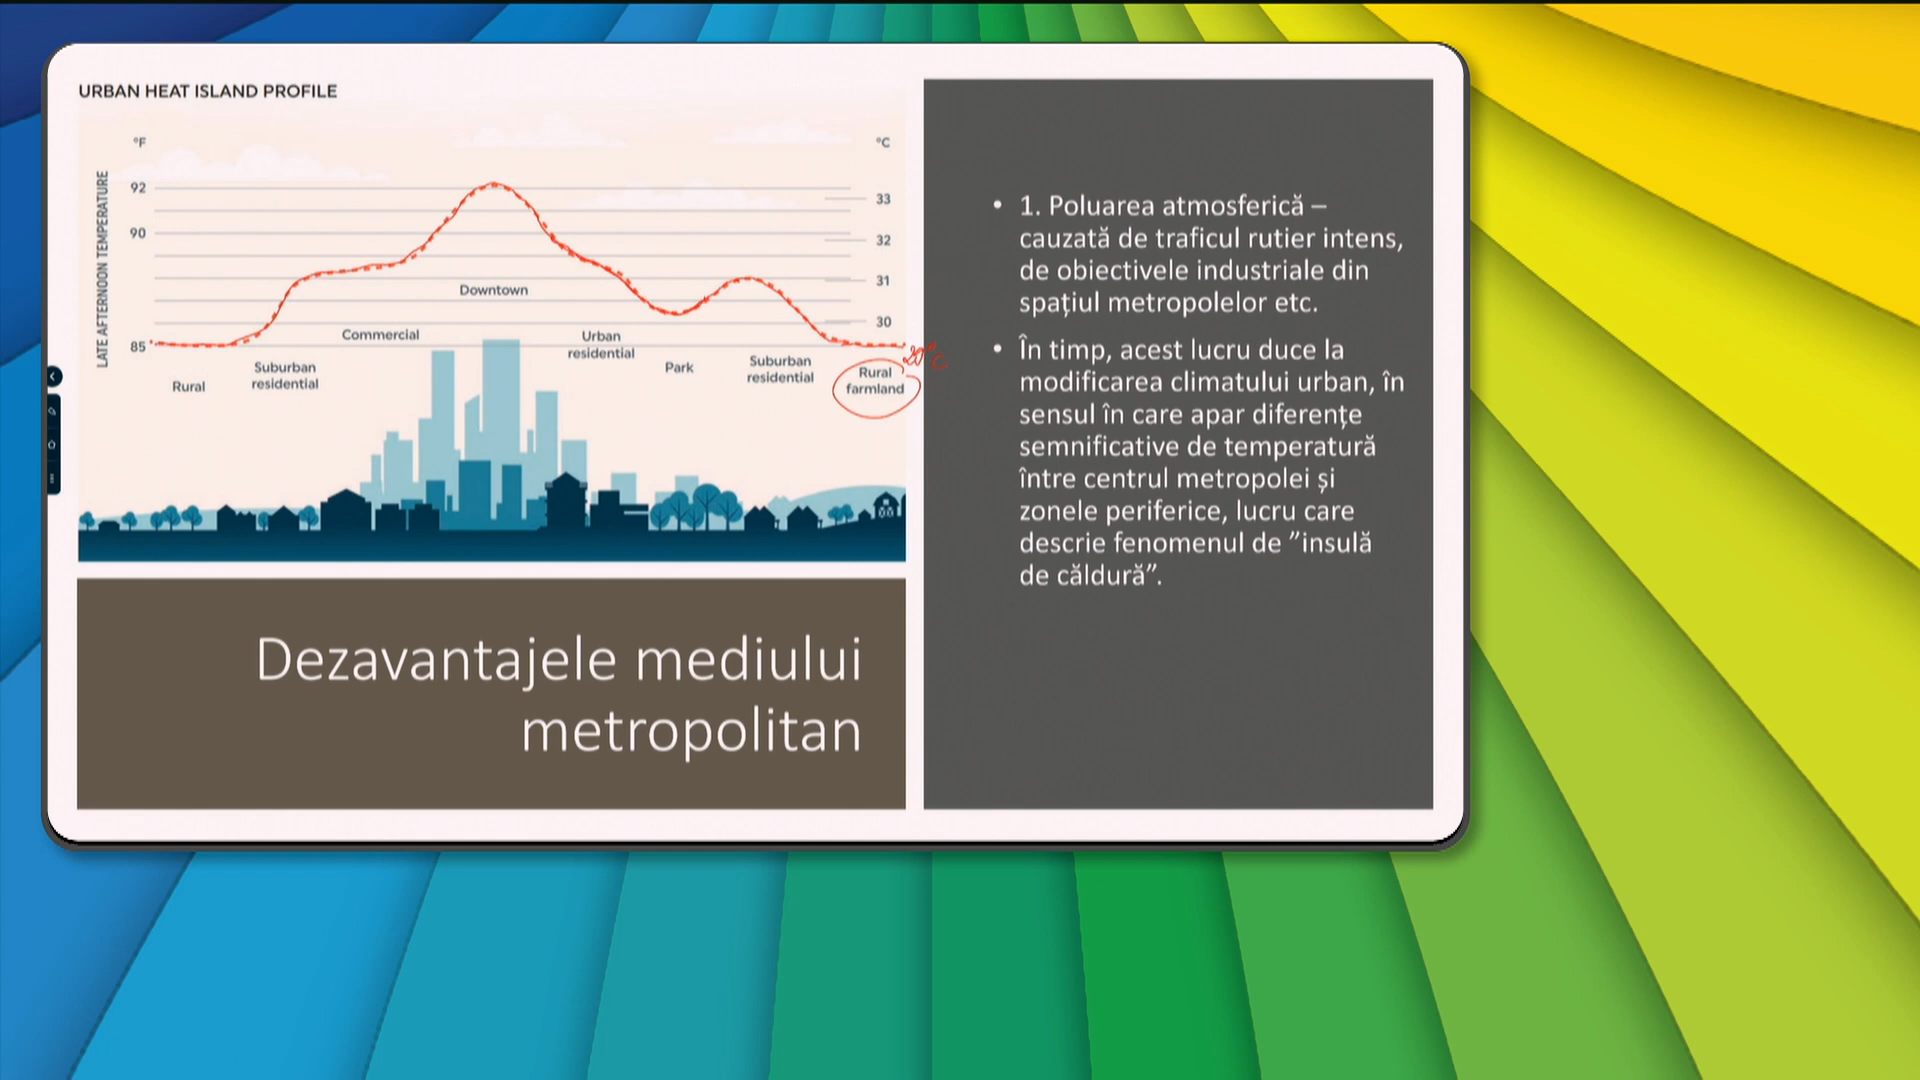 URBAN HEAT ISLAND PROFILE
°F
°C
LATE AFTERNOON TEMPERATURE
92
90
85
33
32
31
30
Downtown
Commercial
Urban
residential
Suburban
residential
Park
Suburban
residential
Rural
Rural
farmland
20°C
Dezavantajele mediului
metropolitan
• 1. Poluarea atmosferică –
cauzată de traficul rutier intens,
de obiectivele industriale din
spațiul metropolelor etc.
• În timp, acest lucru duce la
modificarea climatului urban, în
sensul în care apar diferențe
semnificative de temperatură
între centrul metropolei și
zonele periferice, lucru care
descrie fenomenul de ”insulă
de căldură”.